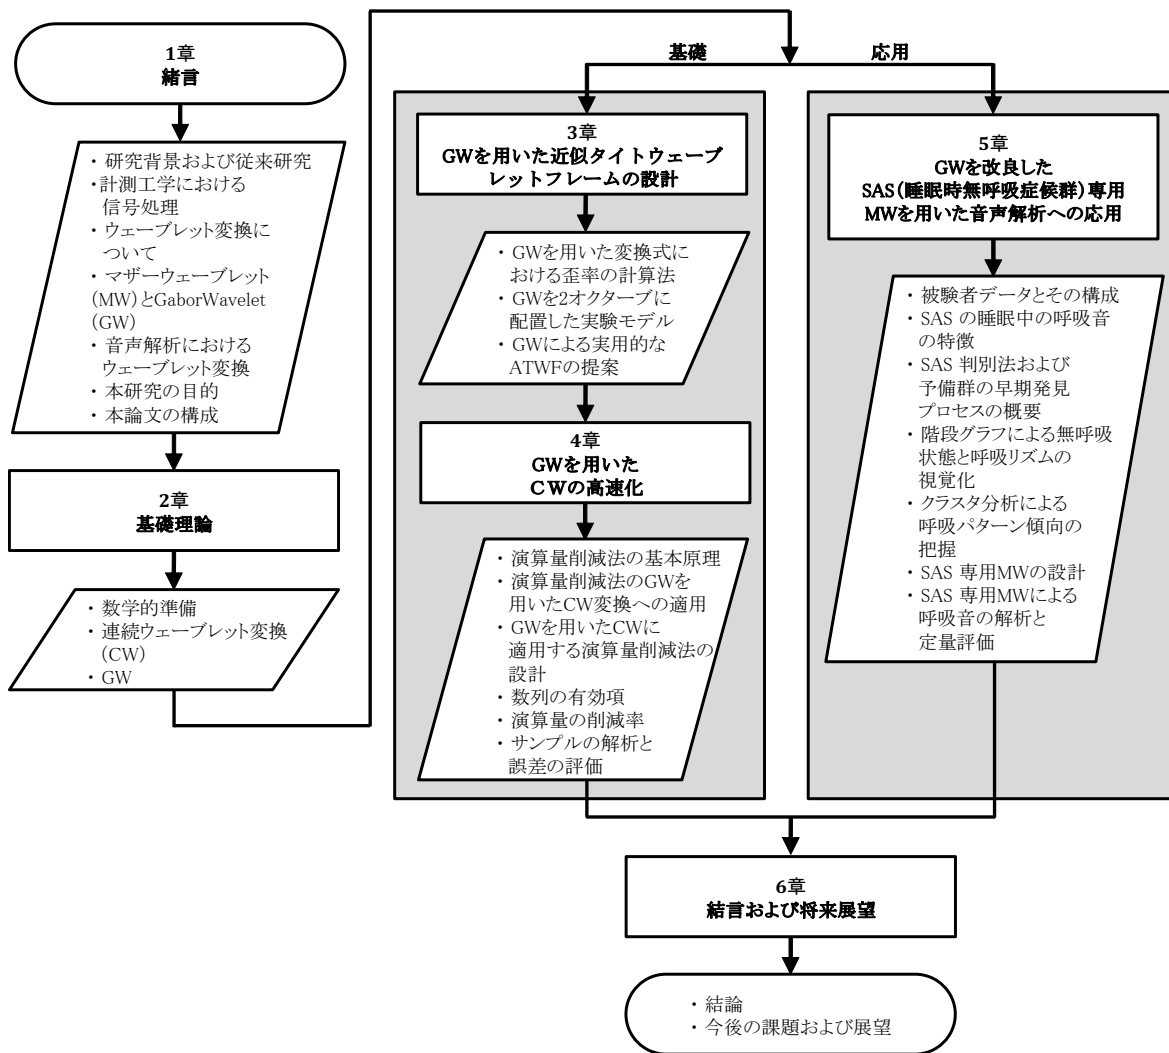 1章
緒言
・ 研究背景および従来研究
・計測工学における
信号処理
・ ウェーブレット変換に
ついて
・ マザーウェーブレット
(MW)とGaborWavelet
(GW)
・ 音声解析における
ウェーブレット変換
・ 本研究の目的
・ 本論文の構成
2章
基礎理論
・ 数学的準備
・ 連続ウェーブレット変換
(CW)
・ GW
基礎
3章
GWを用いた近似タイトウェーブ
レットフレームの設計
・ GWを用いた変換式に
おける歪率の計算法
・ GWを2オクターブに
配置した実験モデル
・ GWによる実用的な
ATWFの提案
4章
GWを用いた
ＣＷの高速化
・ 演算量削減法の基本原理
・ 演算量削減法のGWを
用いたCW変換への適用
・ GWを用いたCWに
適用する演算量削減法の
設計
・ 数列の有効項
・ 演算量の削減率
・ サンプルの解析と
誤差の評価
応用
5章
GWを改良した
SAS(睡眠時無呼吸症候群)専用
MWを用いた音声解析への応用
・ 被験者データとその構成
・ SAS の睡眠中の呼吸音
の特徴
・ SAS 判別法および
予備群の早期発見
プロセスの概要
・ 階段グラフによる無呼吸
状態と呼吸リズムの
視覚化
・ クラスタ分析による
呼吸パターン傾向の
把握
・ SAS 専用MWの設計
・ SAS 専用MWによる
呼吸音の解析と
定量評価
6章
結言および将来展望
・ 結論
・ 今後の課題および展望